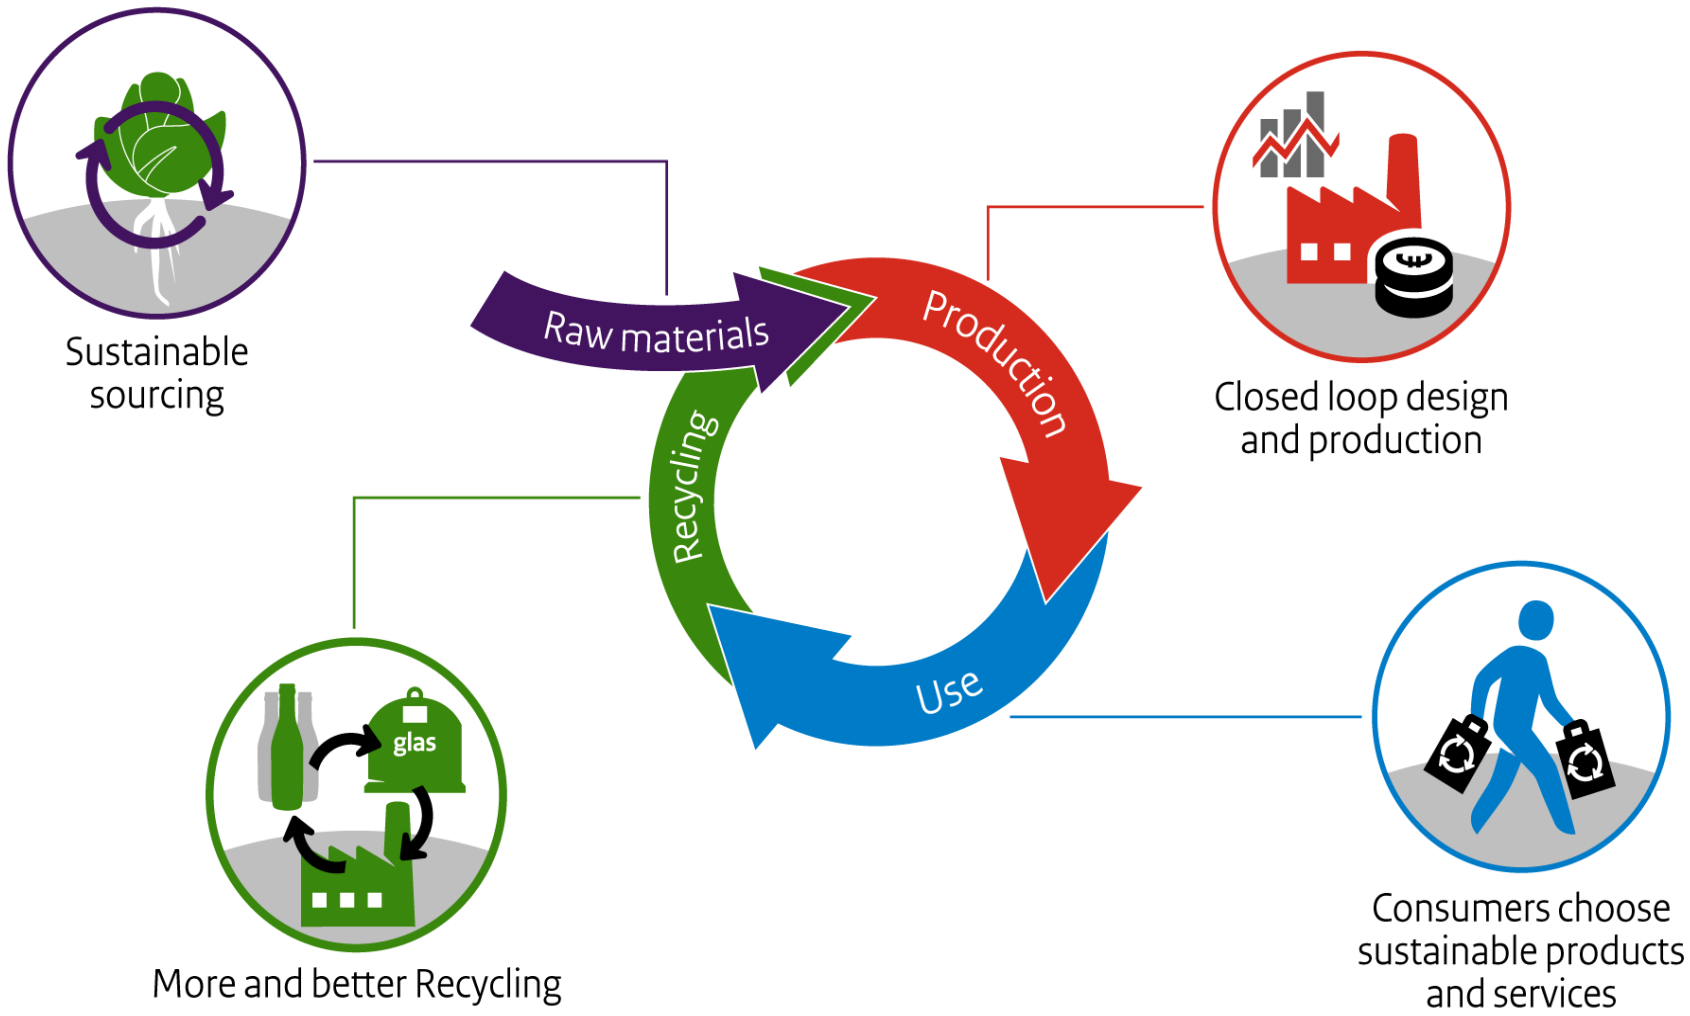 Sustainable
sourcing
Raw materials
Production
Closed loop design
and production
Recycling
Use
glas
More and better Recycling
Consumers choose
sustainable products
and services